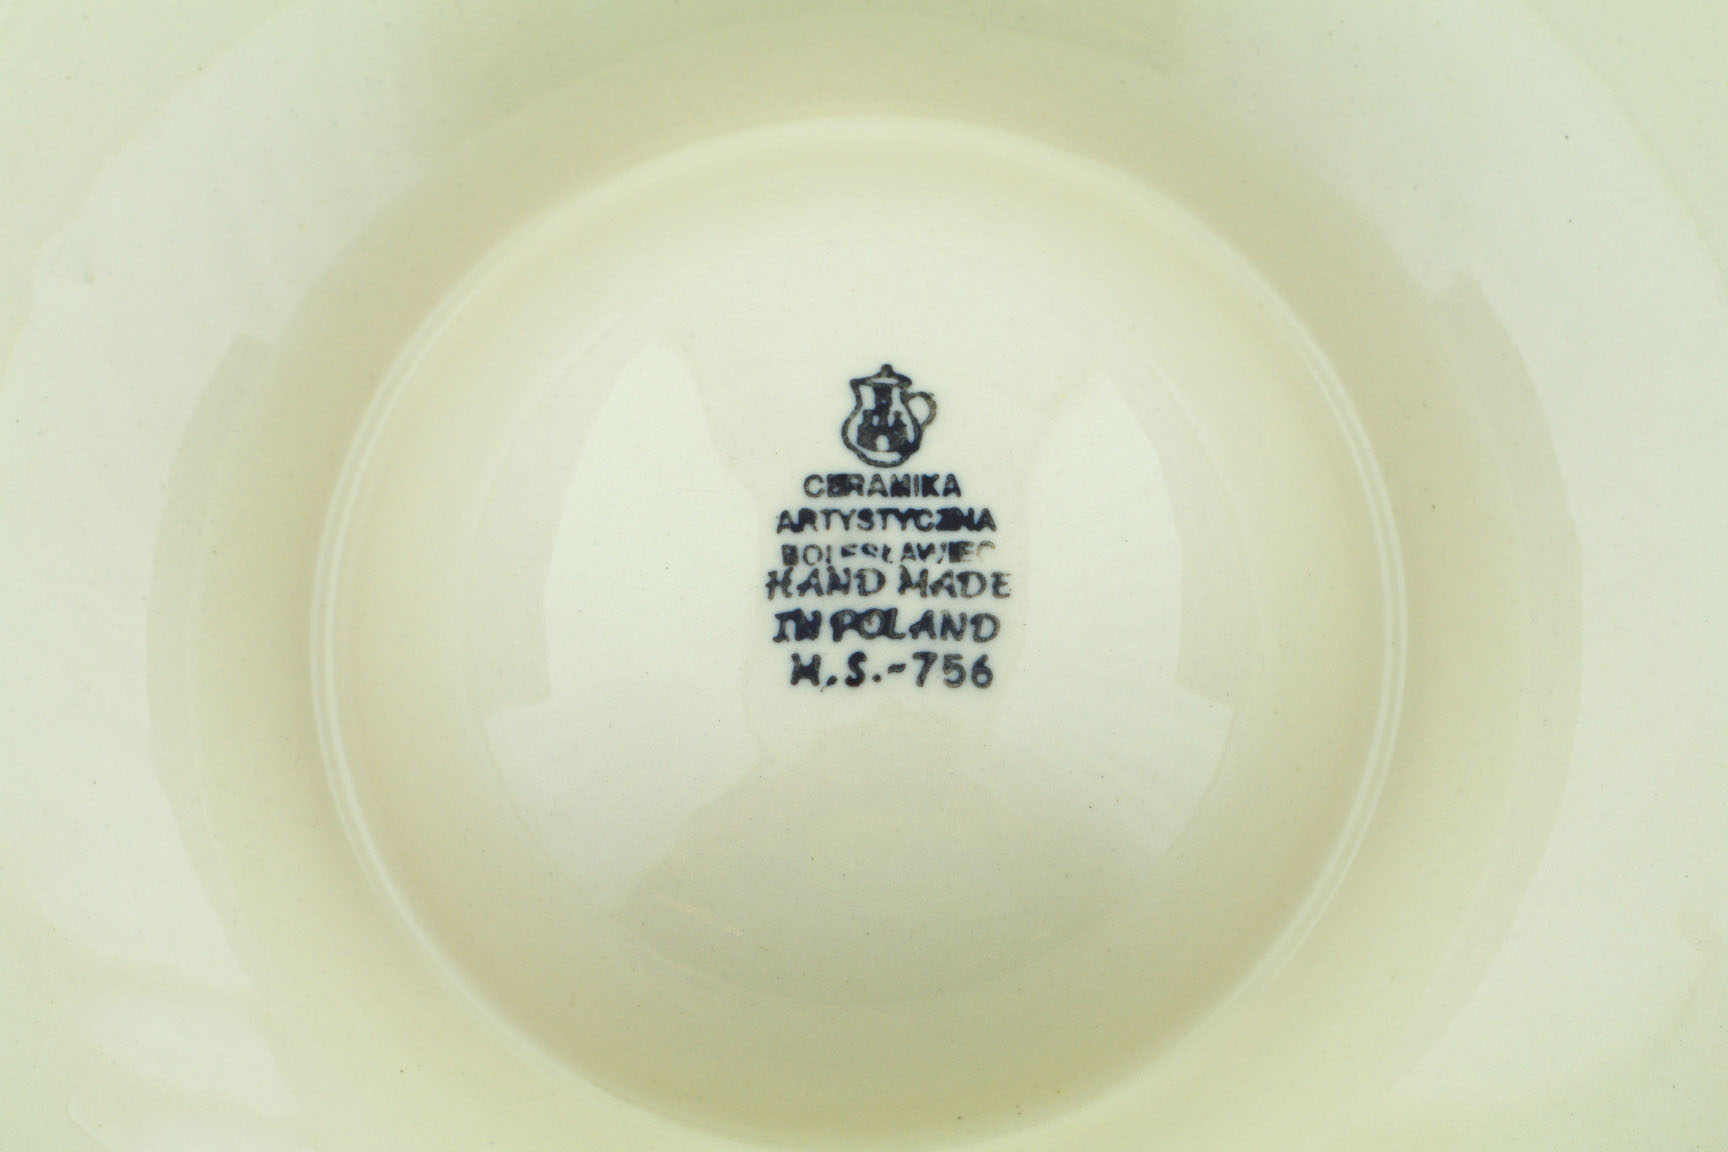 CERAMIKA
ARTYSTYCZNA
BOLESŁAWIEC
HAND MADE
IN POLAND
H.S.-756